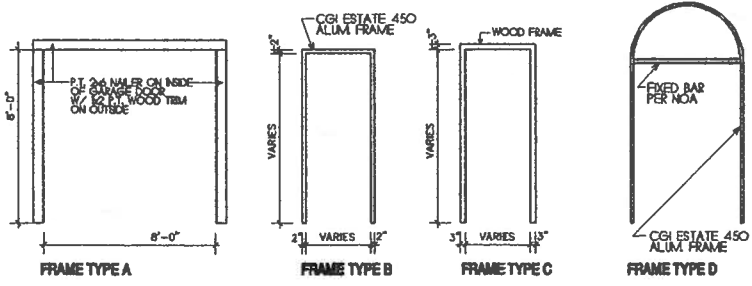 P.T. 2x6 NAILER ON INSIDE
OF GARAGE DOOR
W/ 1X2 P.T. WOOD TRIM
ON OUTSIDE
8'-0"
8'-0"
FRAME TYPE A
CGI ESTATE 450
ALUM. FRAME
2"
VARIES
2"
VARIES
2"
FRAME TYPE B
WOOD FRAME
3"
VARIES
3"
VARIES
3"
FRAME TYPE C
FIXED BAR
PER NOA
CGI ESTATE 450
ALUM. FRAME
FRAME TYPE D